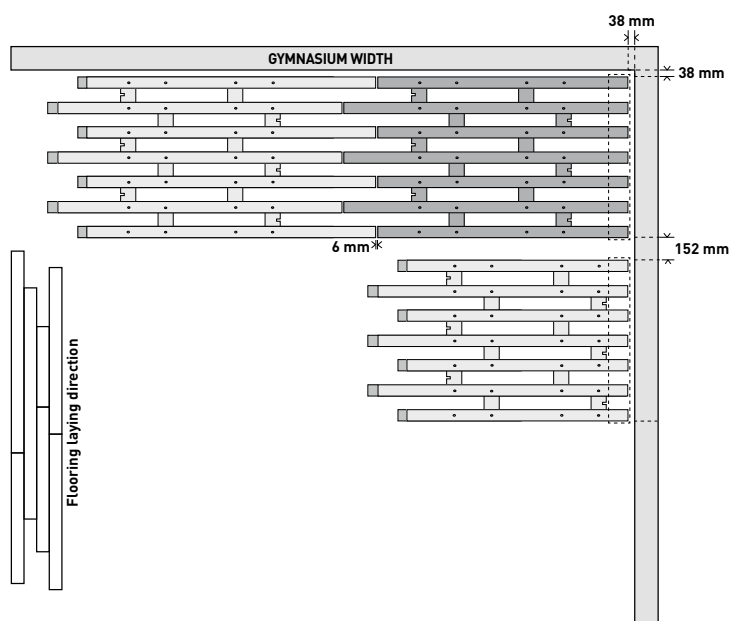 38 mm
GYMNASIUM WIDTH
38 mm
6 mm
152 mm
Flooring laying direction